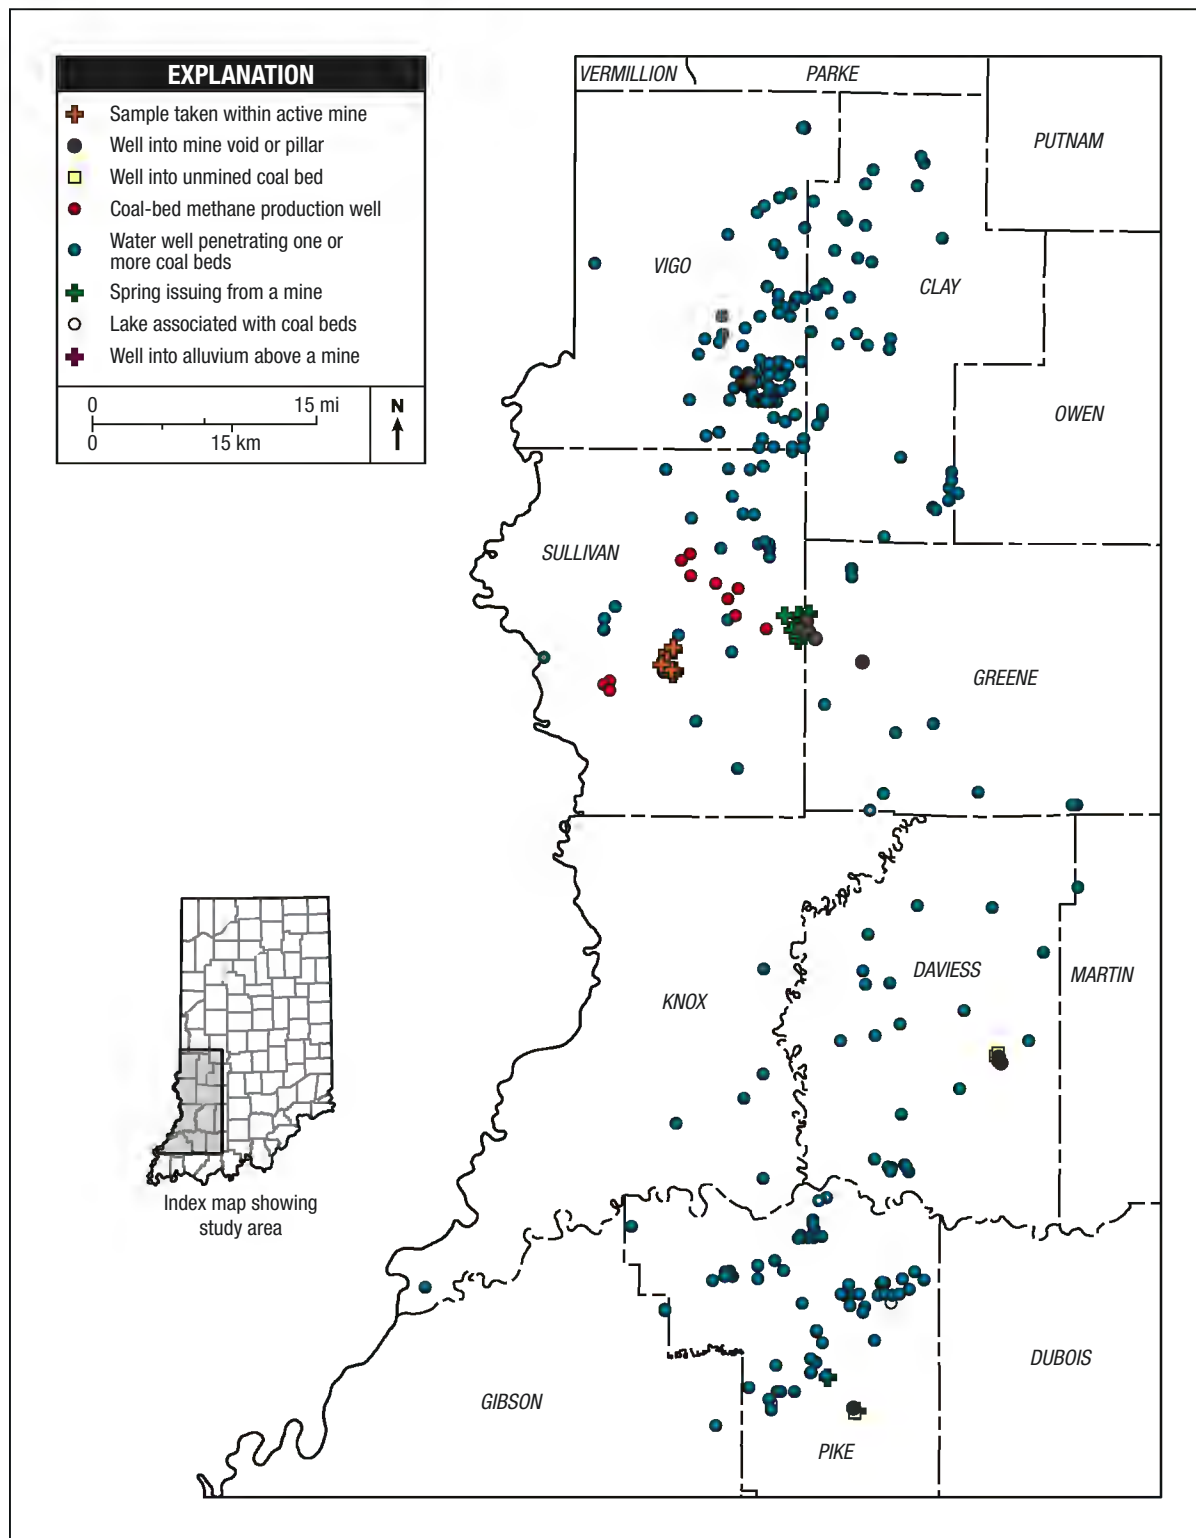 EXPLANATION
Sample taken within active mine
Well into mine void or pillar
Well into unmined coal bed
Coal-bed methane production well
Water well penetrating one or
more coal beds
Spring issuing from a mine
Lake associated with coal beds
Well into alluvium above a mine
0 15 mi
0 15 km
N
VERMILLION
PARKE
PUTNAM
VIGO
CLAY
OWEN
SULLIVAN
GREENE
KNOX
DAVIESS
MARTIN
Index map showing
study area
GIBSON
PIKE
DUBOIS